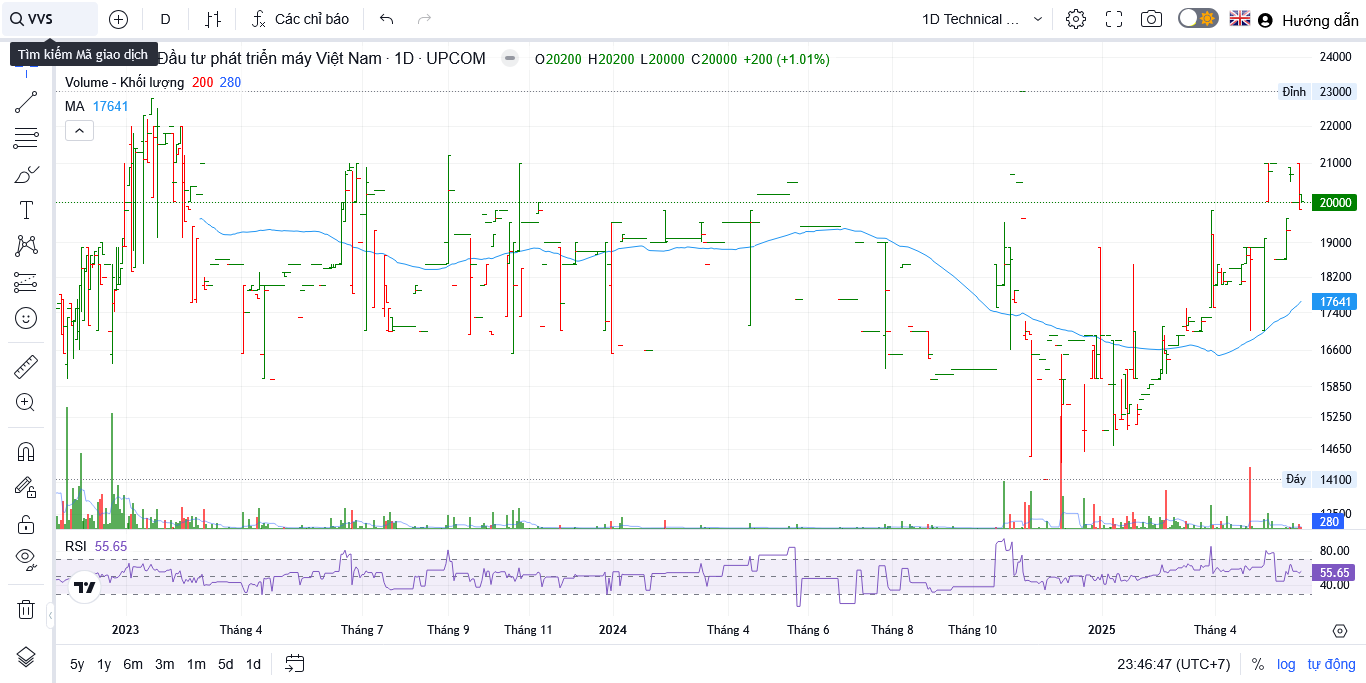 VVS
D
Các chỉ báo
1D Technical ...
Hướng dẫn
Tìm kiếm Mã giao dịch
Đầu tư phát triển máy Việt Nam · 1D · UPCOM
O20200 H20200 L20000 C20000 +200 (+1.01%)
Volume - Khối lượng 200 280
MA 17641
24000
Đỉnh 23000
22000
21000
20000
19000
18200
17641
17400
16600
15850
15250
14650
Đáy 14100
280
RSI 55.65
80.00
55.65
40.00
2023 Tháng 4 Tháng 7 Tháng 9 Tháng 11 2024 Tháng 4 Tháng 6 Tháng 8 Tháng 10 2025 Tháng 4
5y 1y 6m 3m 1m 5d 1d
23:46:47 (UTC+7) % log tự động